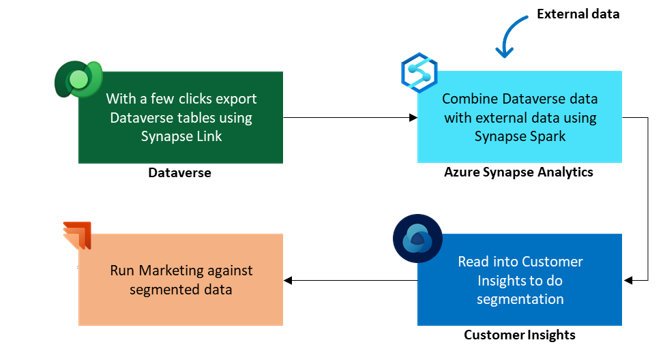 External data
With a few clicks export
Dataverse tables using
Synapse Link
Dataverse
Combine Dataverse data
with external data using
Synapse Spark
Azure Synapse Analytics
Read into Customer
Insights to do
segmentation
Customer Insights
Run Marketing against
segmented data